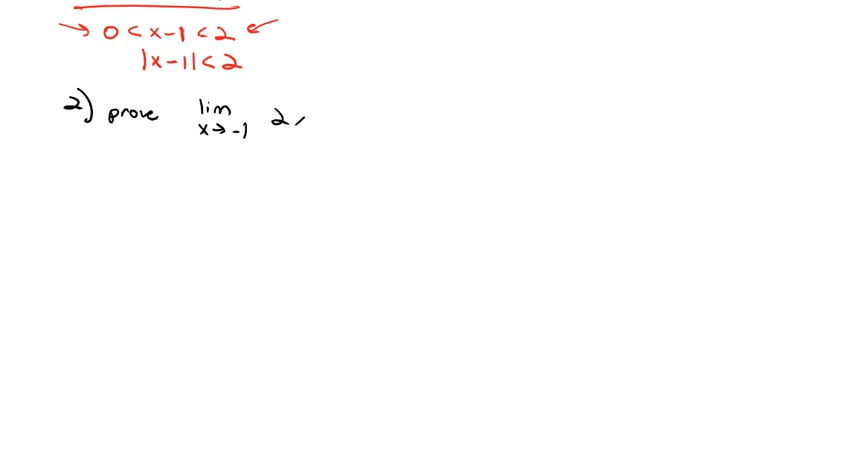 0 < x-1 < 2
|x-1| < 2
2) prove lim x→-1 2